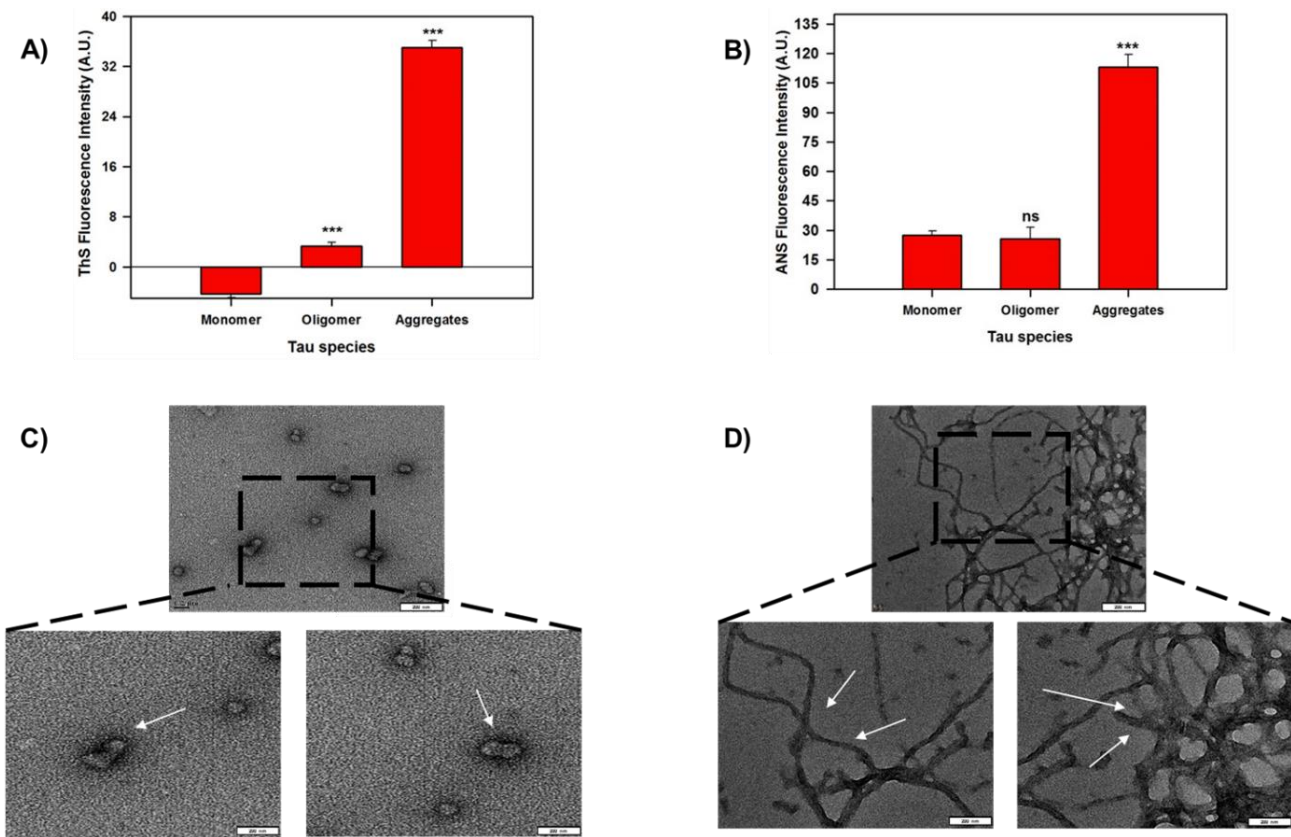 A)
ThS Fluorescence Intensity (A.U.)
40
32
24
16
8
0
***
***
Monomer
Oligomer
Aggregates
Tau species
B)
ANS Fluorescence Intensity (A.U.)
135
120
105
90
75
60
45
30
15
0
ns
***
Monomer
Oligomer
Aggregates
Tau species
C)
200 nm
200 nm
200 nm
D)
200 nm
200 nm
200 nm